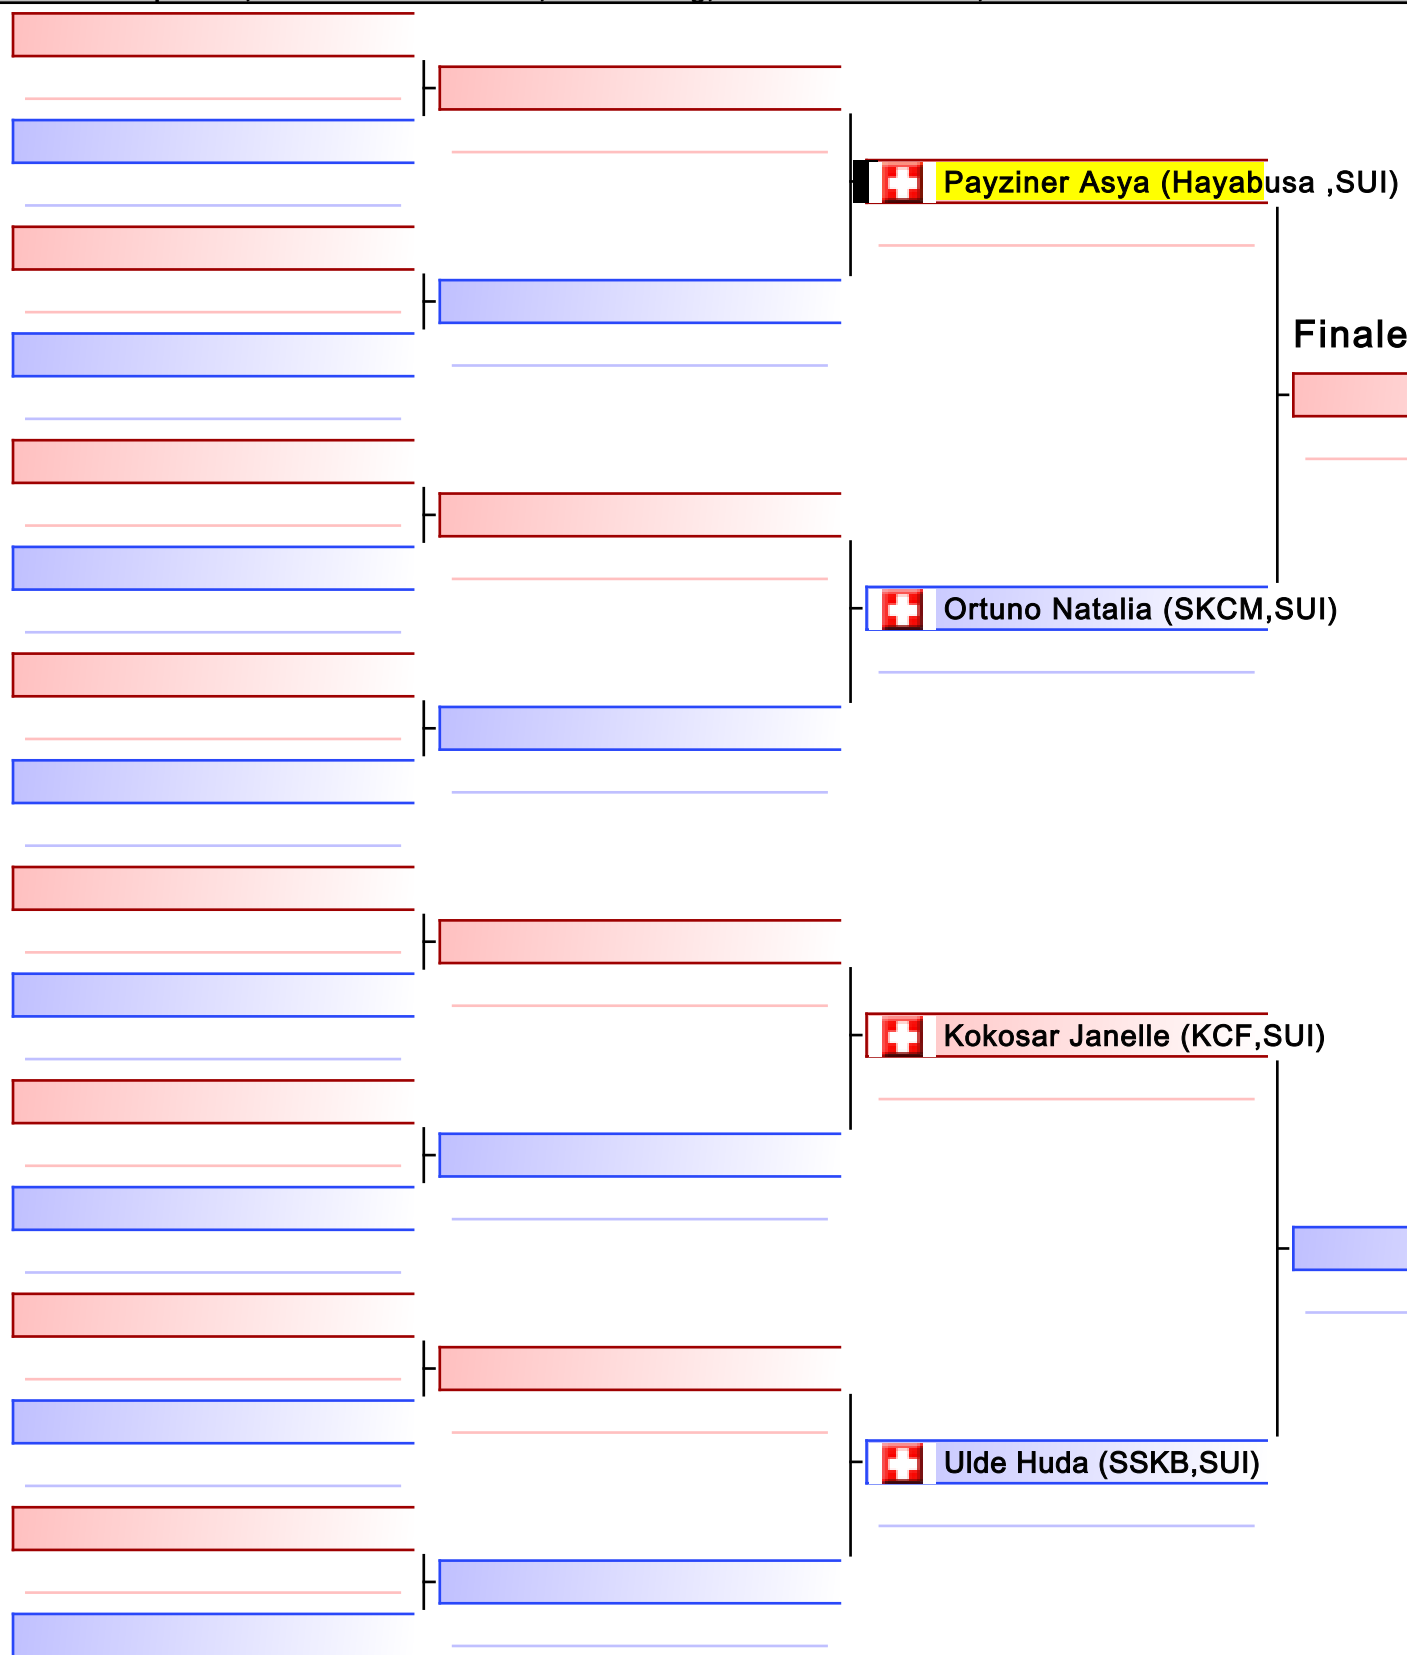 Payziner Asya (Hayabusa ,SUI)
Finale
Ortuno Natalia (SKCM,SUI)
Kokosar Janelle (KCF,SUI)
Ulde Huda (SSKB,SUI)